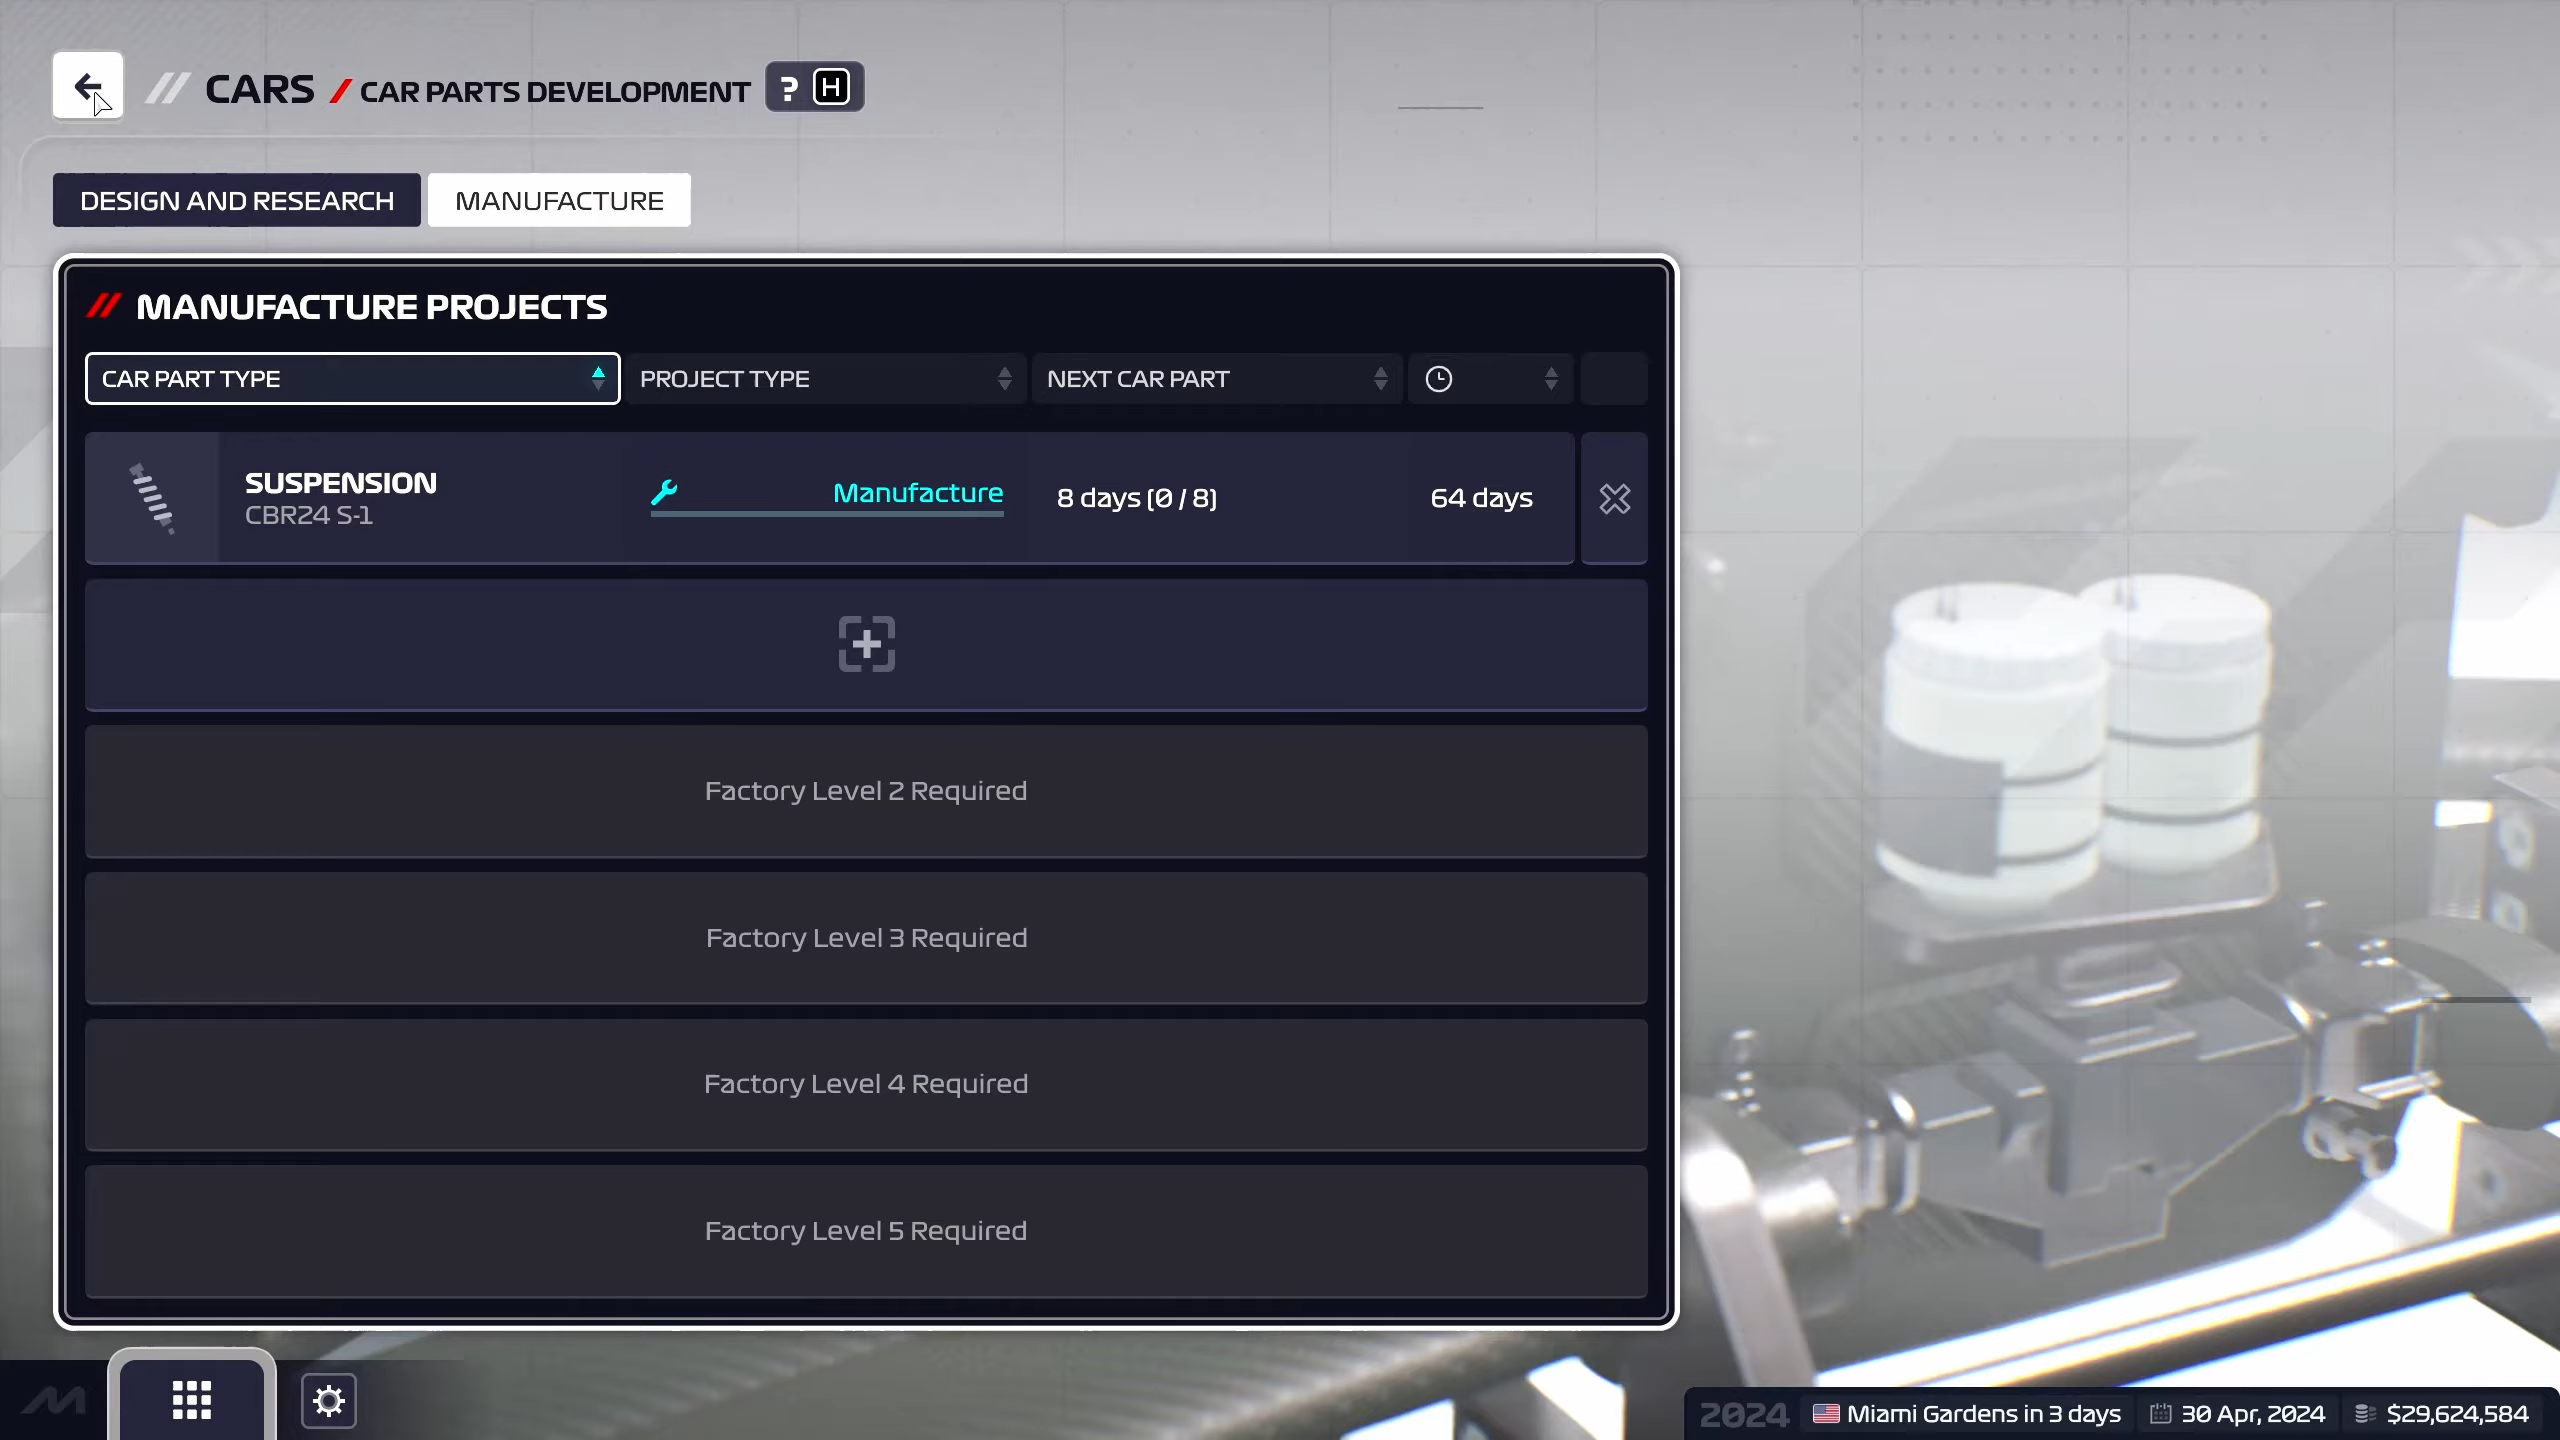 CARS / CAR PARTS DEVELOPMENT ? H
DESIGN AND RESEARCH MANUFACTURE
MANUFACTURE PROJECTS
CAR PART TYPE PROJECT TYPE NEXT CAR PART
SUSPENSION
CBR24 S-1
Manufacture 8 days (0 / 8) 64 days
Factory Level 2 Required
Factory Level 3 Required
Factory Level 4 Required
Factory Level 5 Required
2024 Miami Gardens in 3 days 30 Apr, 2024 $29,624,584